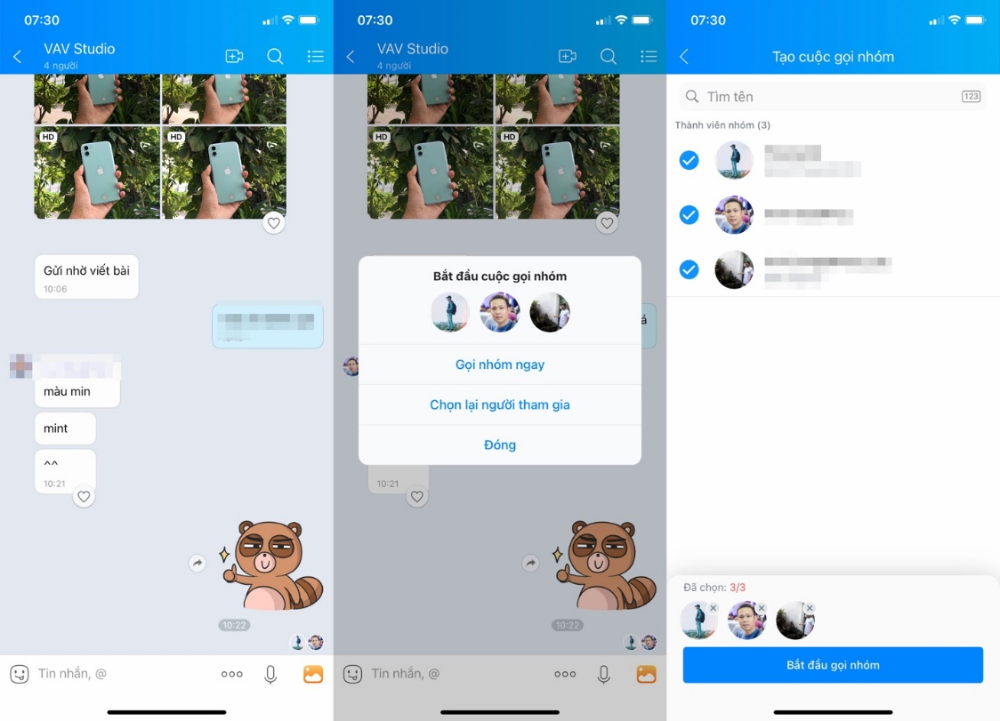 07:30
VAV Studio
4 người
HD
HD
Gửi nhờ viết bài
10:06
màu min
mint
^^
10:21
10:22
Tin nhắn, @
07:30
VAV Studio
4 người
HD
HD
Bắt đầu cuộc gọi nhóm
Gọi nhóm ngay
Chọn lại người tham gia
Đóng
10:21
10:22
Tin nhắn, @
07:30
Tạo cuộc gọi nhóm
Tìm tên
123
Thành viên nhóm (3)
Đã chọn: 3/3
Bắt đầu gọi nhóm